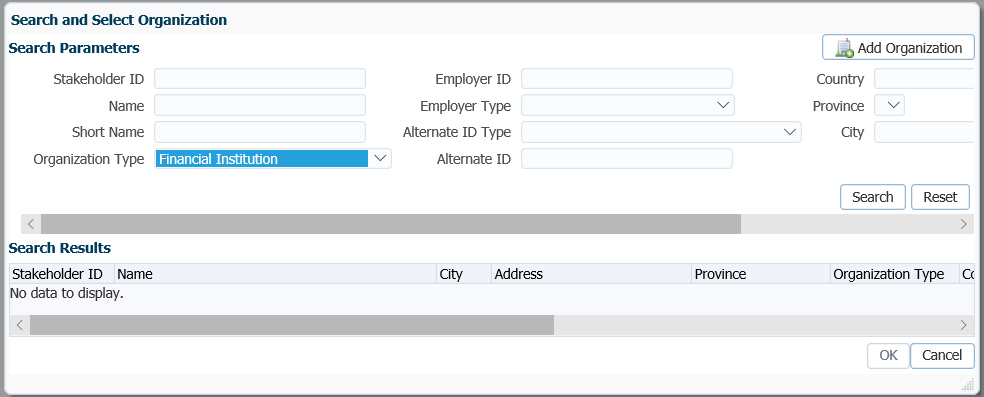 Search and Select Organization
Search Parameters
Add Organization
Stakeholder ID
Employer ID
Country
Name
Employer Type
Province
Short Name
Alternate ID Type
City
Organization Type
Financial Institution
Alternate ID
Search
Reset
Search Results
Stakeholder ID
Name
City
Address
Province
Organization Type
Co
No data to display.
OK
Cancel